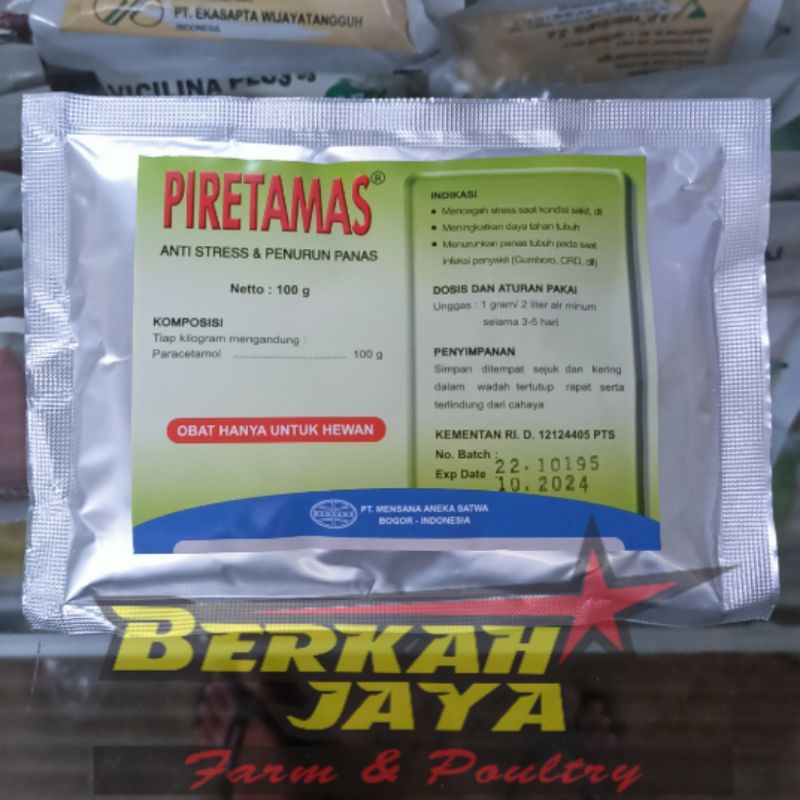 PT. EKASAPTA WIJAYATANGGUH
INDONESIA
VIGILINA PLUS
PIRETAMAS®
ANTI STRESS & PENURUN PANAS
Netto : 100 g
KOMPOSISI
Tiap kilogram mengandung :
Paracetamol .......................... 100 g
OBAT HANYA UNTUK HEWAN
INDIKASI
• Mencegah stress saat kondisi sakit, dll
• Meningkatkan daya tahan tubuh
• Menurunkan panas tubuh pada saat
infeksi penyakit (Gumboro, CRD, dll)
DOSIS DAN ATURAN PAKAI
Unggas : 1 gram/ 2 liter air minum
selama 3-5 hari
PENYIMPANAN
Simpan ditempat sejuk dan kering
dalam wadah tertutup rapat serta
terlindung dari cahaya
KEMENTAN RI. D. 12124405 PTS
No. Batch : 22.10195
Exp Date 10.2024
PT. MENSANA ANEKA SATWA
BOGOR - INDONESIA
BERKAH
JAYA
Farm & Poultry